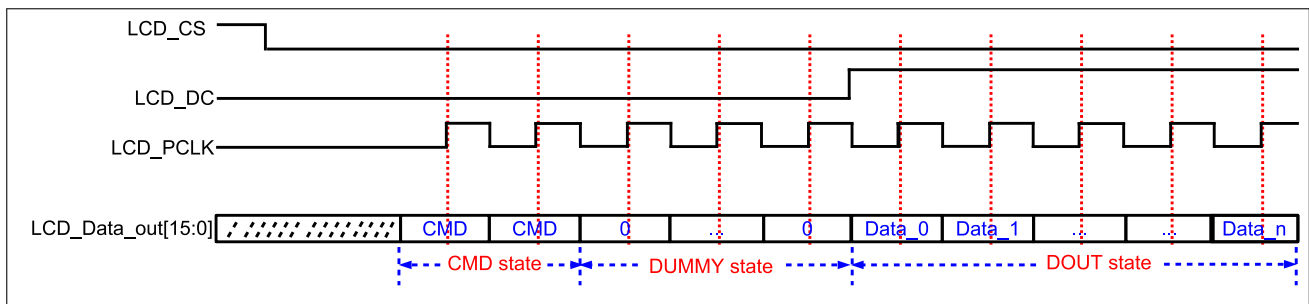 LCD_CS
LCD_DC
LCD_PCLK
LCD_Data_out[15:0] CMD CMD 0 ... 0 Data_0 Data_1 ... ... Data_n
CMD state DUMMY state DOUT state